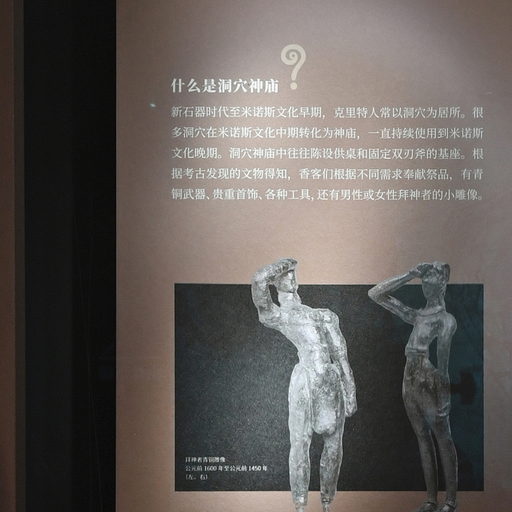 什么是洞穴神庙?
新石器时代至米诺斯文化早期，克里特人常以洞穴为居所。很
多洞穴在米诺斯文化中期转化为神庙，一直持续使用到米诺斯
文化晚期。洞穴神庙中往往陈设供桌和固定双刃斧的基座。根
据考古发现的文物得知，香客们根据不同需求奉献祭品，有青
铜武器、贵重首饰、各种工具，还有男性或女性拜神者的小雕像。
拜神者青铜雕像
公元前1600年至公元前1450年
（左、右）